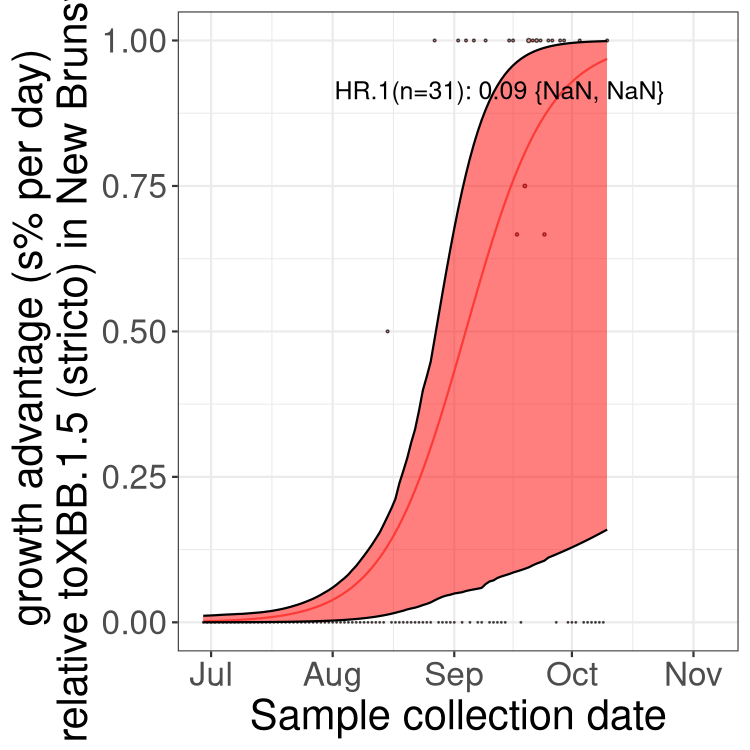 growth advantage (s% per day)
relative toXBB.1.5 (stricto) in New Bruns
1.00
0.75
0.50
0.25
0.00
HR.1(n=31): 0.09 {NaN, NaN}
Jul Aug Sep Oct Nov
Sample collection date